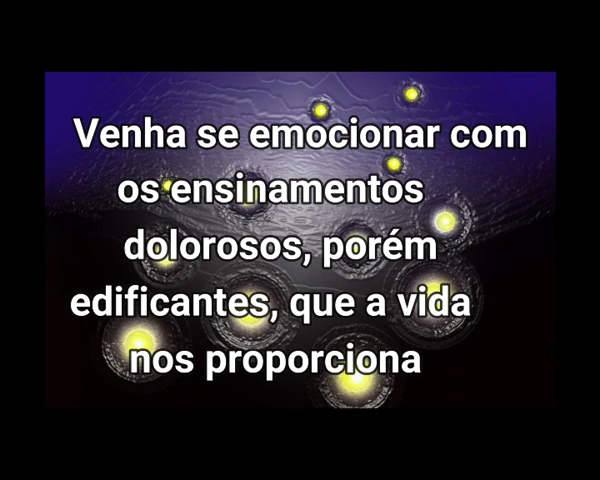 Venha se emocionar com
os ensinamentos
dolorosos, porém
edificantes, que a vida
nos proporciona